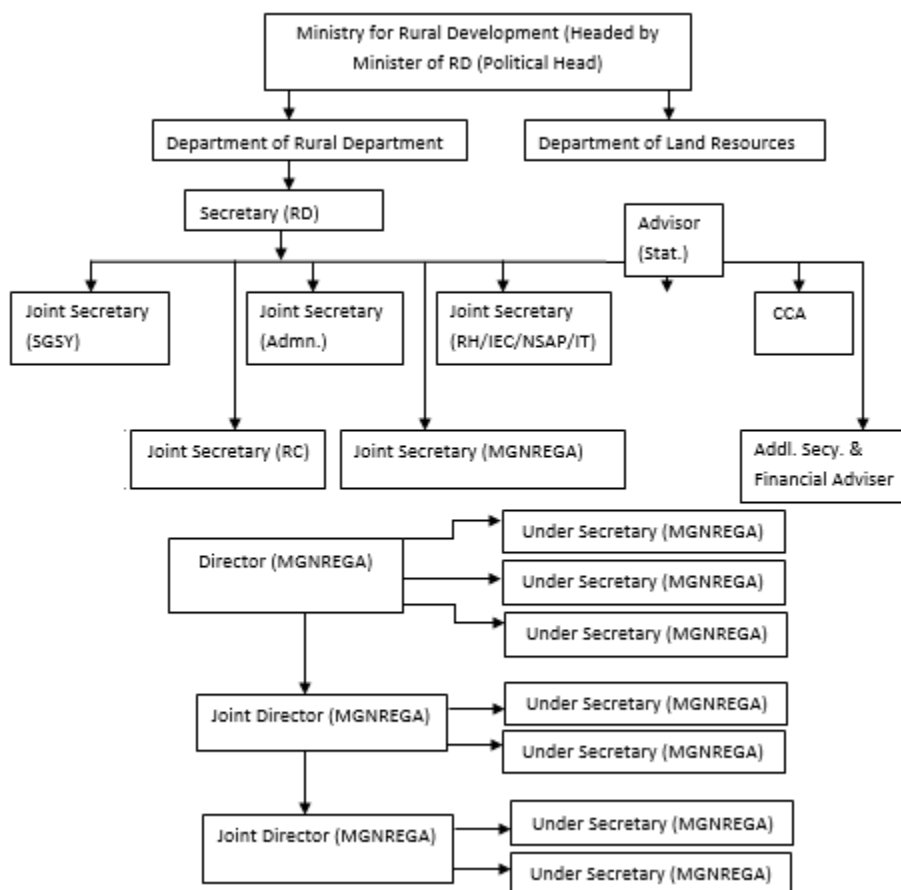 Ministry for Rural Development (Headed by
Minister of RD (Political Head)
Department of Rural Department
Department of Land Resources
Secretary (RD)
Advisor
(Stat.)
Joint Secretary
(SGSY)
Joint Secretary
(Admn.)
Joint Secretary
(RH/IEC/NSAP/IT)
CCA
Joint Secretary (RC)
Joint Secretary (MGNREGA)
Addl. Secy. &
Financial Adviser
Director (MGNREGA)
Under Secretary (MGNREGA)
Under Secretary (MGNREGA)
Under Secretary (MGNREGA)
Joint Director (MGNREGA)
Under Secretary (MGNREGA)
Under Secretary (MGNREGA)
Joint Director (MGNREGA)
Under Secretary (MGNREGA)
Under Secretary (MGNREGA)